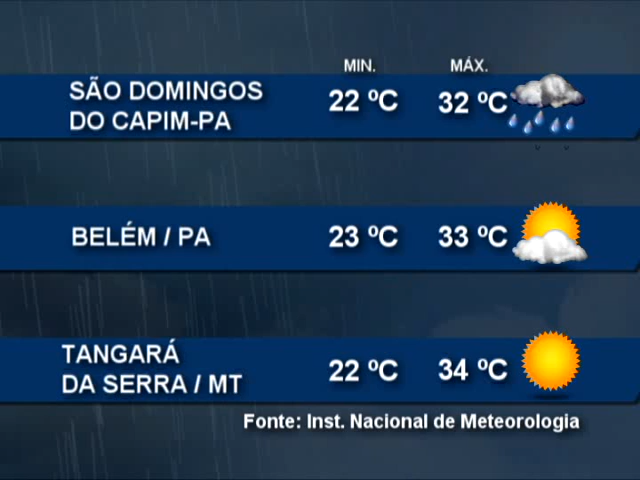 MIN. MÁX.
SÃO DOMINGOS
DO CAPIM-PA
22 ºC 32 ºC
BELÉM / PA 23 ºC 33 ºC
TANGARÁ
DA SERRA / MT
22 ºC 34 ºC
Fonte: Inst. Nacional de Meteorologia